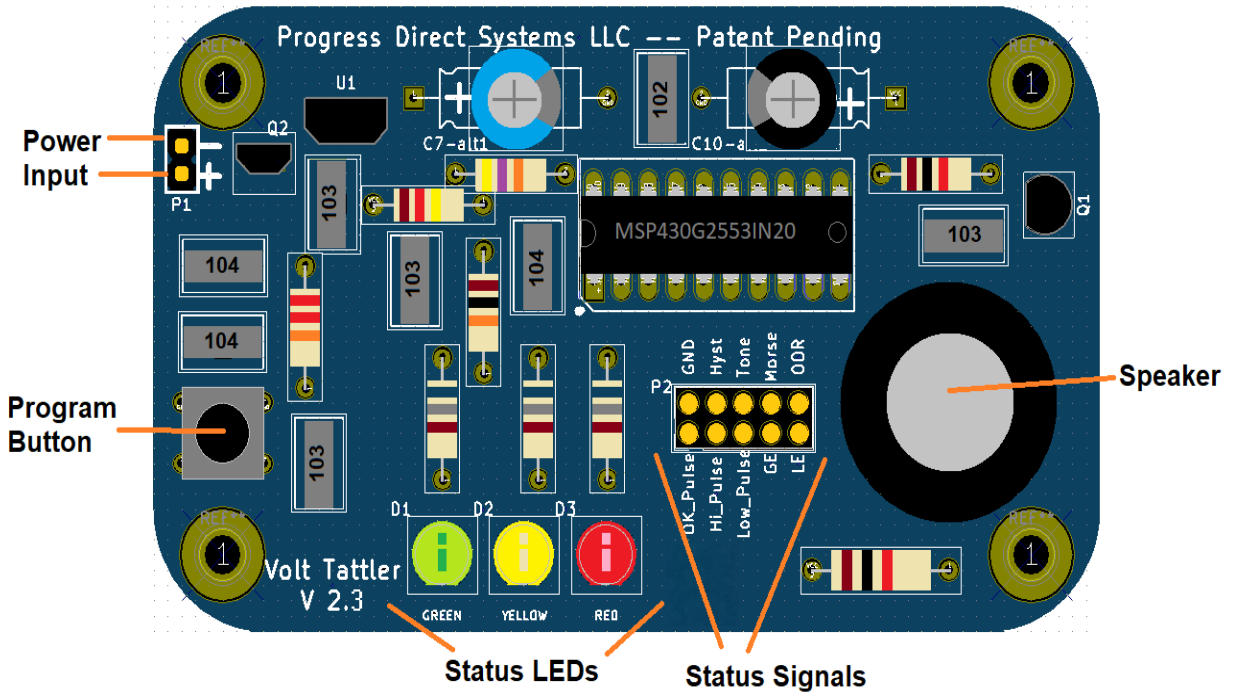 Progress Direct Systems LLC -- Patent Pending
REF**
1
REF**
1
U1
102
Power
Input
Q2
C7-alt1
C10-a
P1
103
MSP430G2553IN20
Q1
103
104
103
104
104
GND
Hyst
Tone
Morse
OOR
P2
Speaker
Program
Button
103
OK_Pulse
Hi_Pulse
Low_Pulse
GE
LE
D1
D2
D3
REF**
1
REF**
1
Volt Tattler
V 2.3
GREEN
YELLOW
RED
Status LEDs
Status Signals